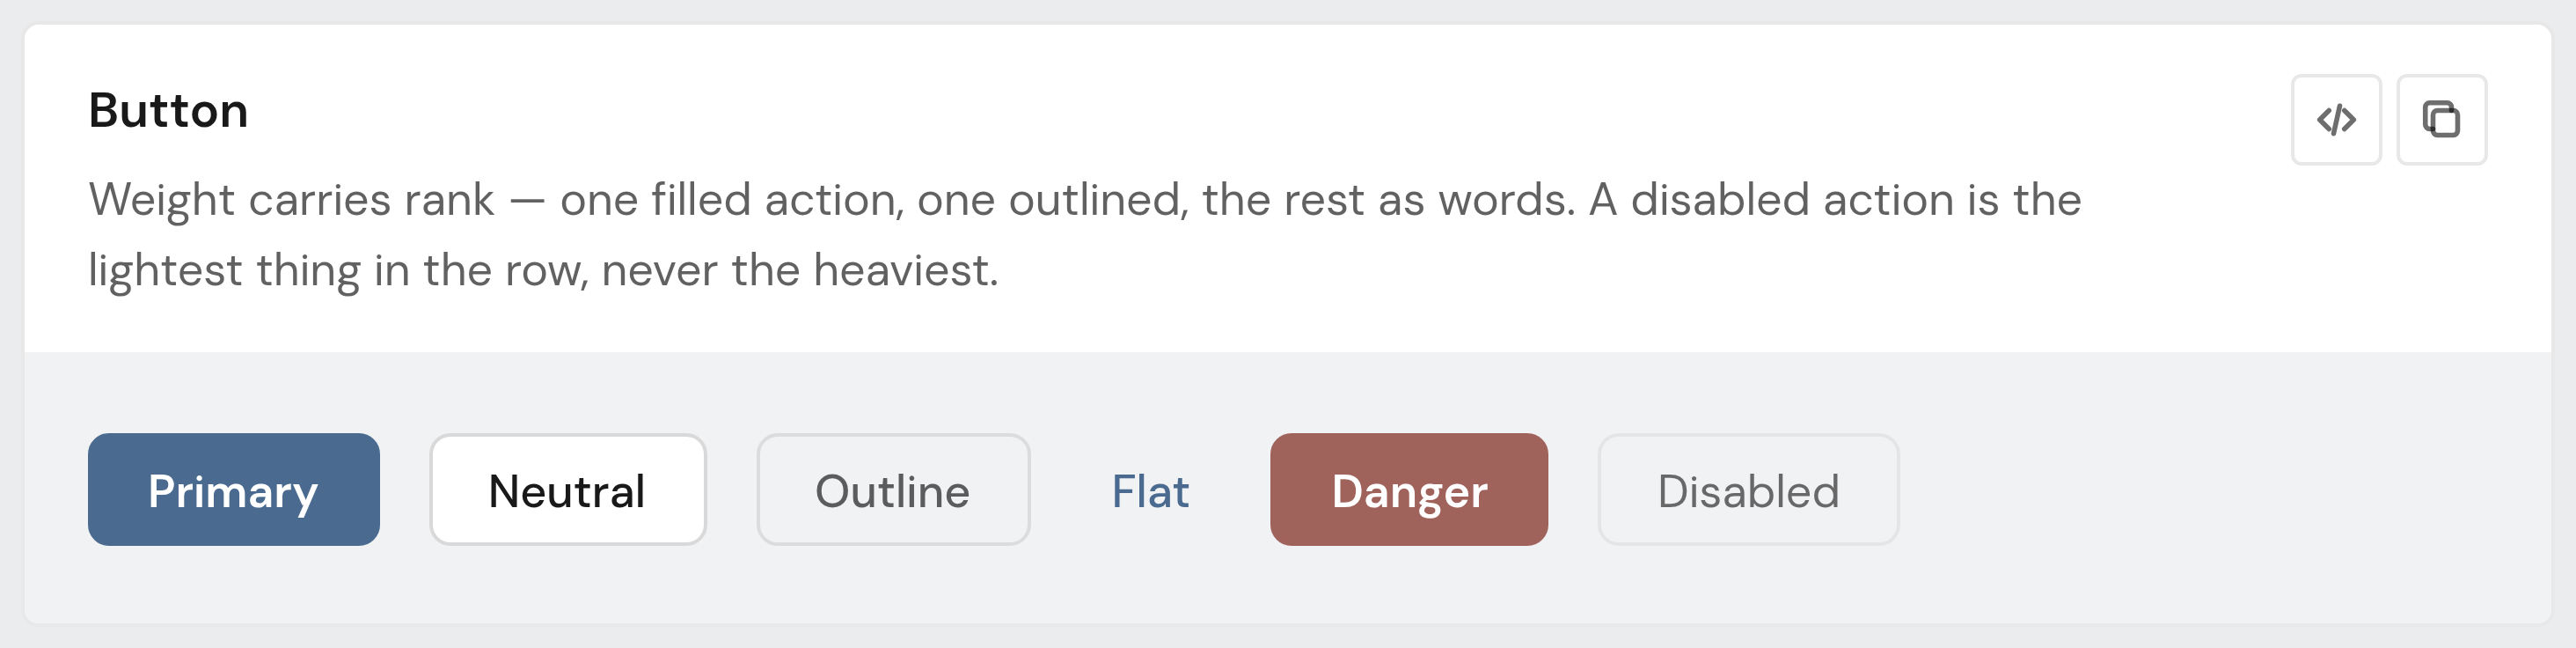 Button
Weight carries rank — one filled action, one outlined, the rest as words. A disabled action is the
lightest thing in the row, never the heaviest.
Primary Neutral Outline Flat Danger Disabled